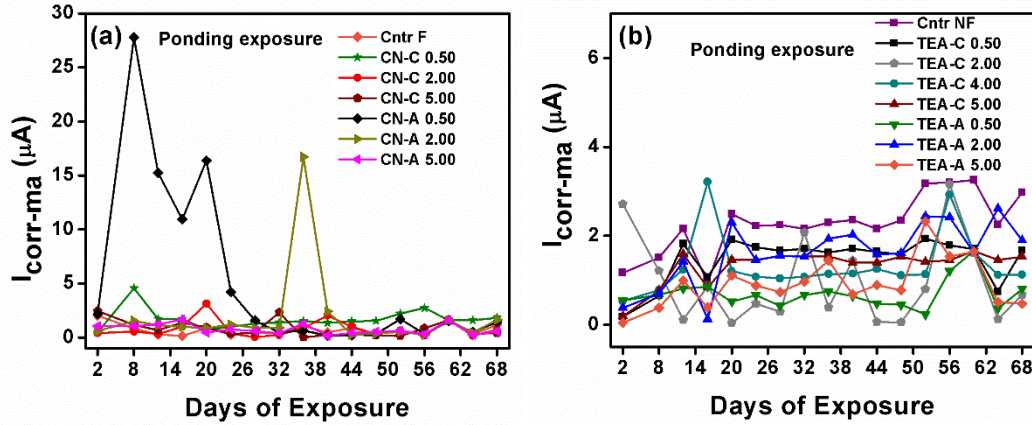 (a)
Ponding exposure
Cntr F
CN-C 0.50
CN-C 2.00
CN-C 5.00
CN-A 0.50
CN-A 2.00
CN-A 5.00
Icorr-ma (μA)
30
25
20
15
10
5
0
2 8 14 20 26 32 38 44 50 56 62 68
Days of Exposure
(b)
Ponding exposure
Cntr NF
TEA-C 0.50
TEA-C 2.00
TEA-C 4.00
TEA-C 5.00
TEA-A 0.50
TEA-A 2.00
TEA-A 5.00
Icorr-ma (μA)
6
4
2
0
2 8 14 20 26 32 38 44 50 56 62 68
Days of Exposure